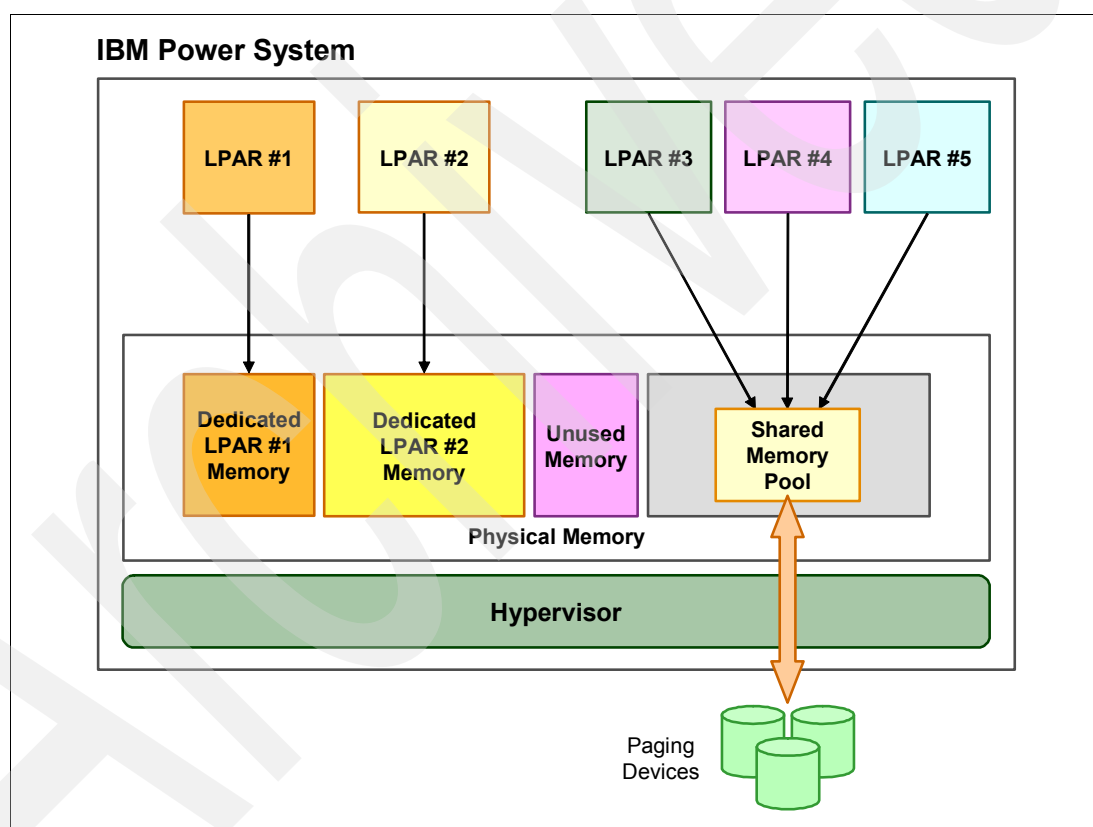 IBM Power System
LPAR #1
LPAR #2
LPAR #3
LPAR #4
LPAR #5
Dedicated
LPAR #1
Memory
Dedicated
LPAR #2
Memory
Unused
Memory
Shared
Memory
Pool
Physical Memory
Hypervisor
Paging
Devices
Archive